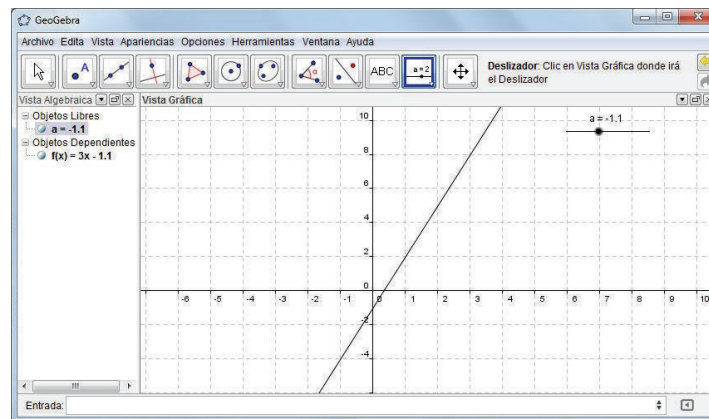 GeoGebra
Archivo Edita Vista Apariencias Opciones Herramientas Ventana Ayuda
A
ABC
a = 2
Deslizador: Clic en Vista Gráfica donde irá
el Deslizador
Vista Algebraica
Vista Gráfica
Objetos Libres
a = -1.1
Objetos Dependientes
f(x) = 3x - 1.1
a = -1.1
10
8
6
4
2
0
-6 -5 -4 -3 -2 -1 0 1 2 3 4 5 6 7 8 9 10
-2
-4
Entrada: